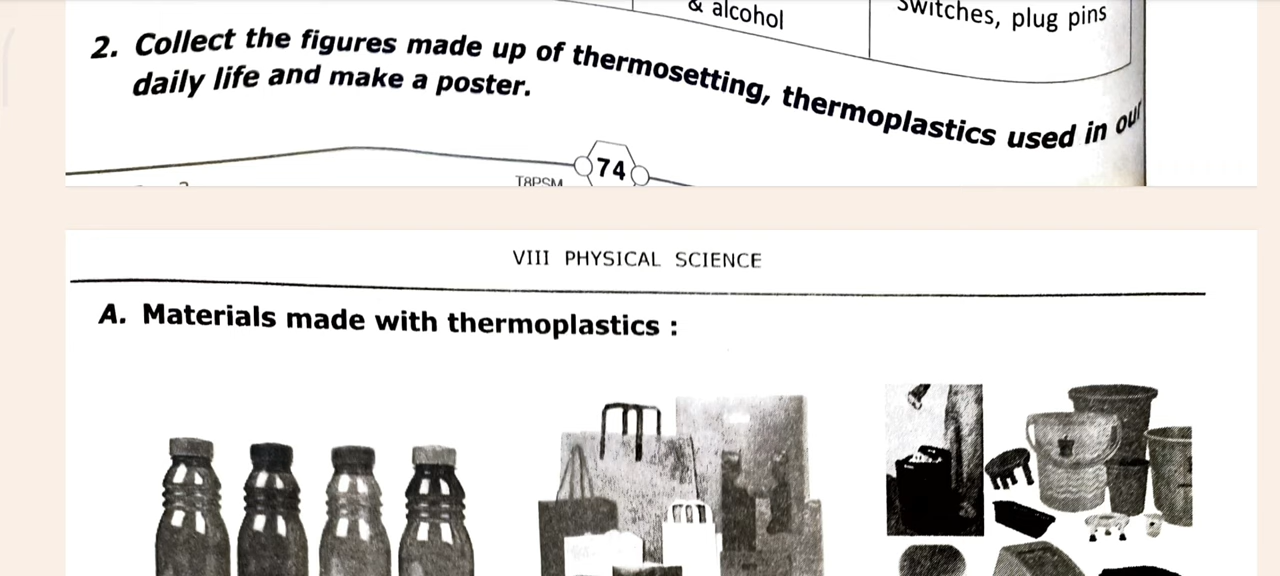 & alcohol
Switches, plug pins
2. Collect the figures made up of thermosetting, thermoplastics used in our
daily life and make a poster.
74
VIII PHYSICAL SCIENCE
A. Materials made with thermoplastics :